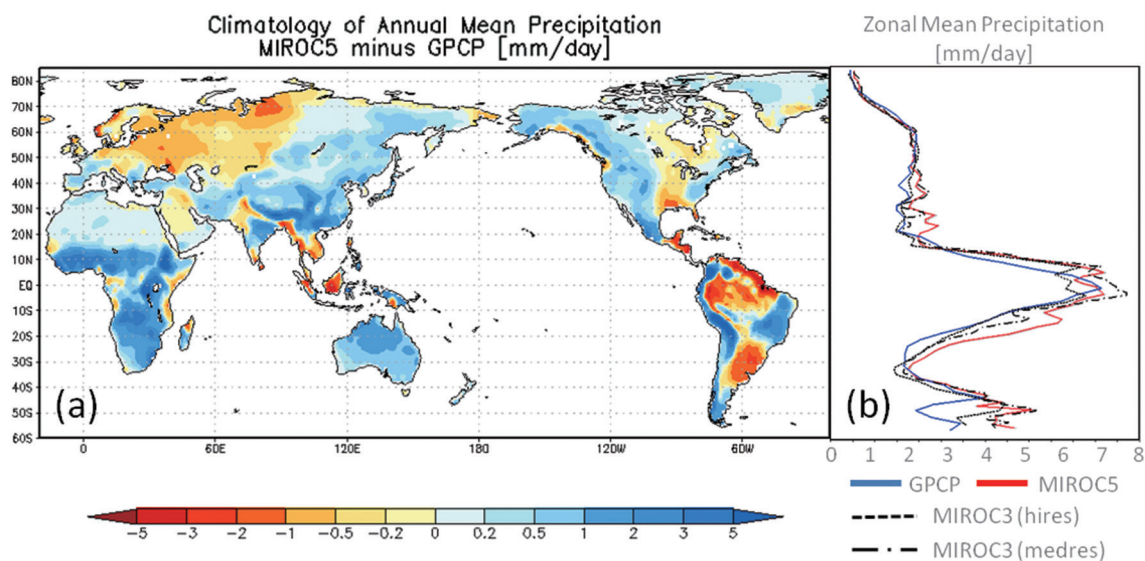 Climatology of Annual Mean Precipitation
MIROC5 minus GPCP [mm/day]
Zonal Mean Precipitation
[mm/day]
80N
70N
60N
50N
40N
30N
20N
10N
EQ
10S
20S
30S
40S
50S
60S
(a)
(b)
0 60E 120E 180 120W 60W
0 1 2 3 4 5 6 7 8
-5 -3 -2 -1 -0.5 -0.2 0 0.2 0.5 1 2 3 5
GPCP MIROC5
MIROC3 (hires)
MIROC3 (medres)